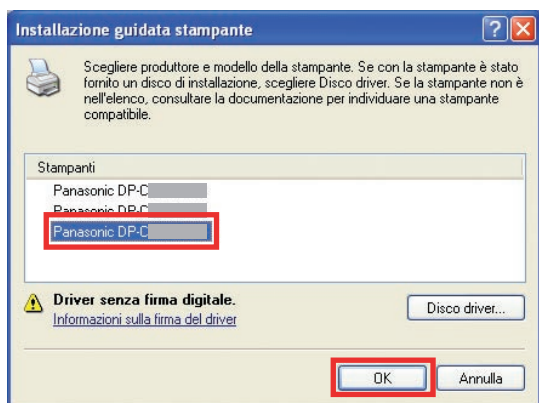 Installazione guidata stampante
Scegliere produttore e modello della stampante. Se con la stampante è stato
fornito un disco di installazione, scegliere Disco driver. Se la stampante non è
nell'elenco, consultare la documentazione per individuare una stampante
compatibile.
Stampanti
Panasonic DP-C
Panasonic DP-C
Panasonic DP-C
Driver senza firma digitale.
Informazioni sulla firma del driver
Disco driver...
OK
Annulla